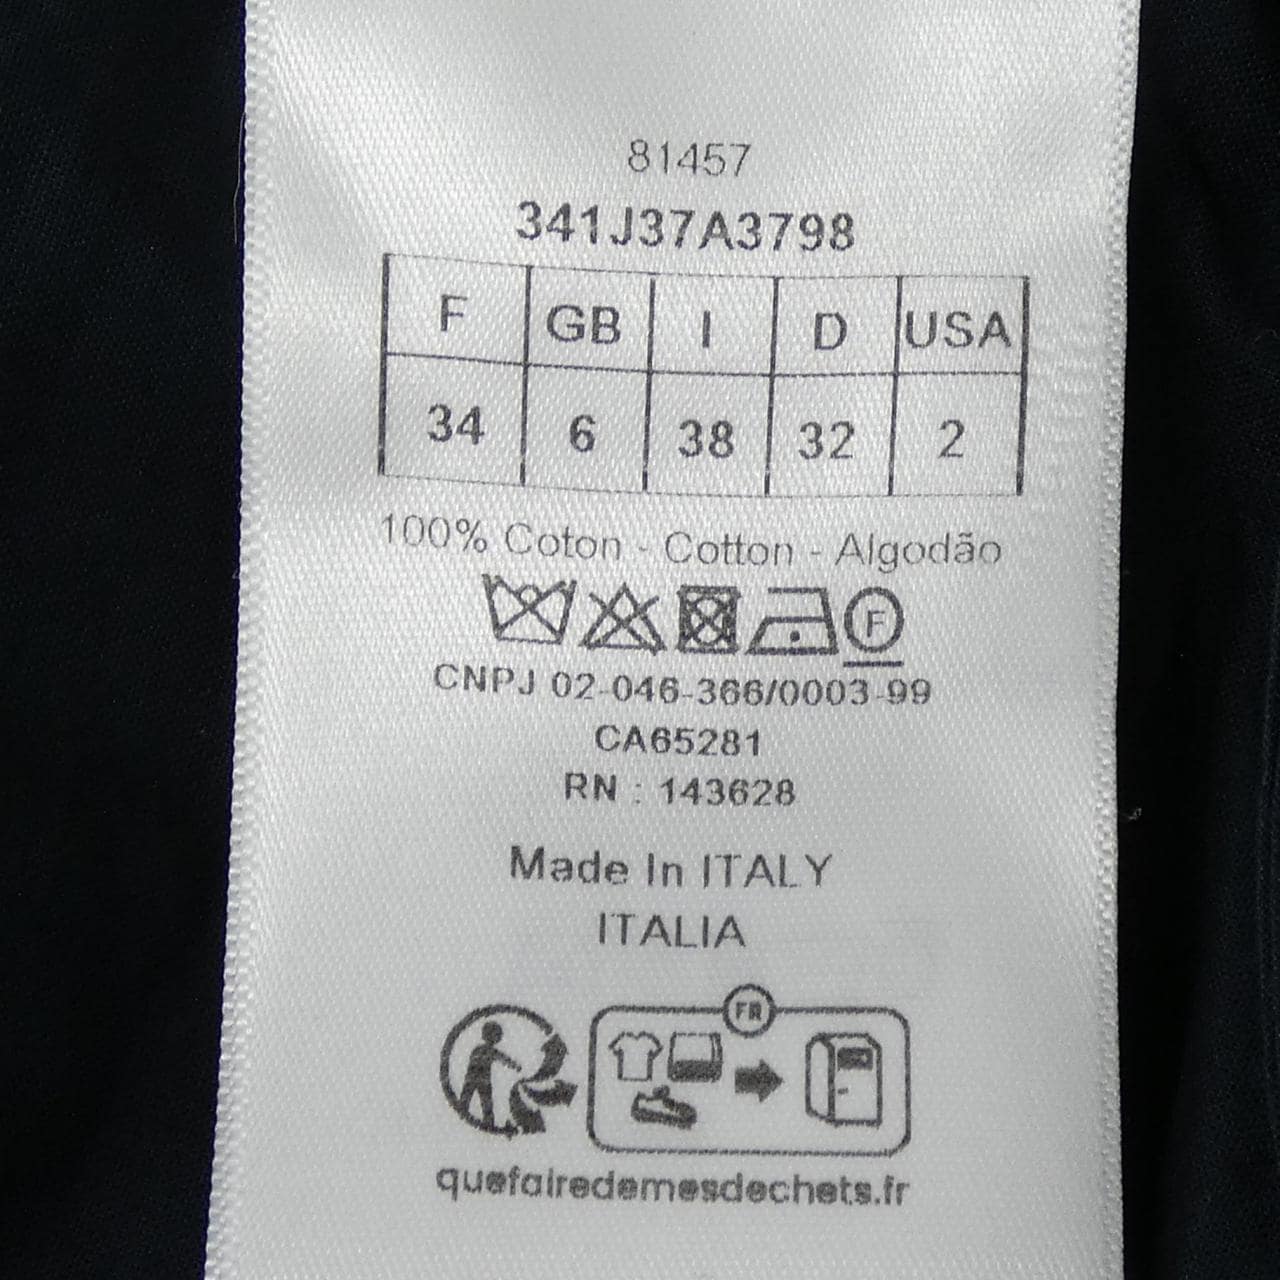 81457
341J37A3798
F GB I D USA
34 6 38 32 2
100% Coton - Cotton - Algodão
F
CNPJ 02-046-366/0003-99
CA65281
RN : 143628
Made In ITALY
ITALIA
FR
quefairedemesdechets.fr